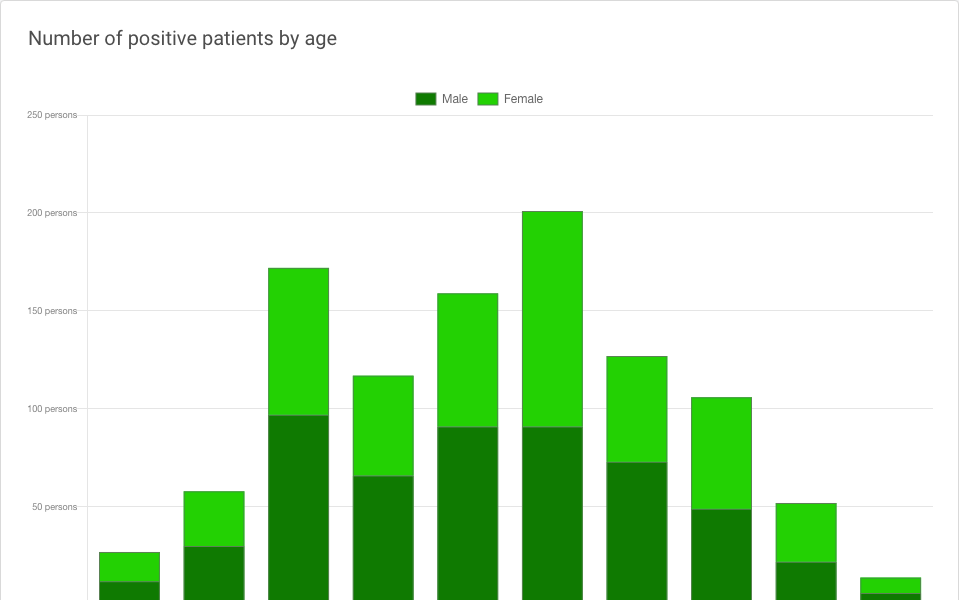 Number of positive patients by age
Male Female
250 persons
200 persons
150 persons
100 persons
50 persons